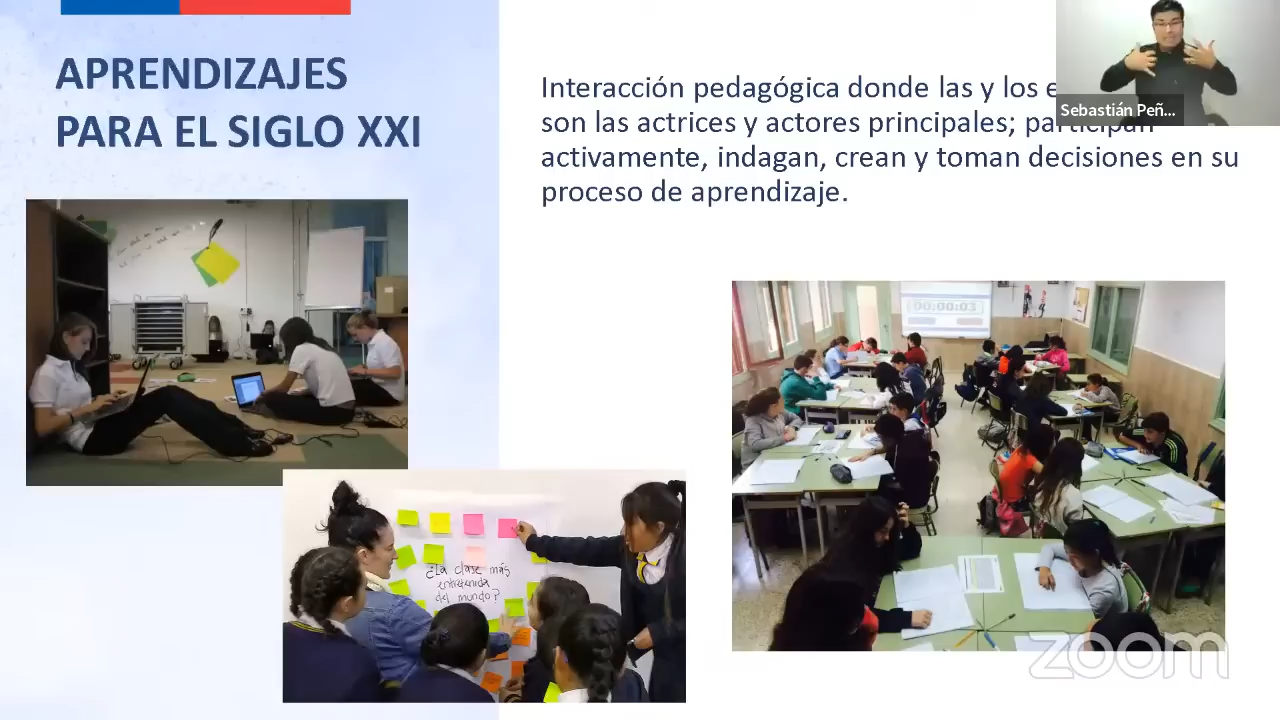 APRENDIZAJES
PARA EL SIGLO XXI
Interacción pedagógica donde las y los
son las actrices y actores principales; participan
activamente, indagan, crean y toman decisiones en su
proceso de aprendizaje.
Sebastián Peñ...
00:00:03
¿La clase más
entretenida
del mundo?
zoom